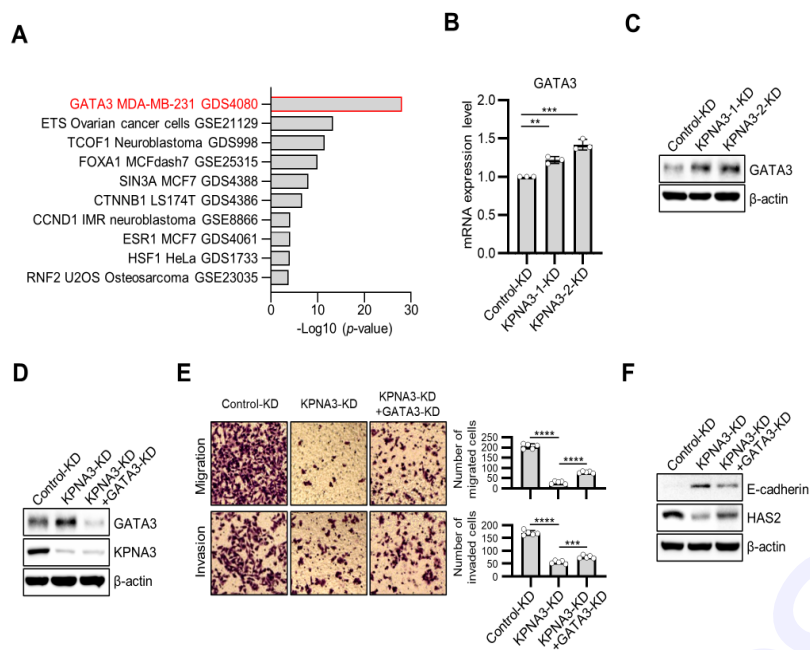 A
GATA3 MDA-MB-231 GDS4080
ETS Ovarian cancer cells GSE21129
TCOF1 Neuroblastoma GDS998
FOXA1 MCFdash7 GSE25315
SIN3A MCF7 GDS4388
CTNNB1 LS174T GDS4386
CCND1 IMR neuroblastoma GSE8866
ESR1 MCF7 GDS4061
HSF1 HeLa GDS1733
RNF2 U2OS Osteosarcoma GSE23035
0 10 20 30
-Log10 (p-value)
B
GATA3
mRNA expression level
2.0
1.5
1.0
0.5
0.0
***
**
Control-KD
KPNA3-1-KD
KPNA3-2-KD
C
Control-KD
KPNA3-1-KD
KPNA3-2-KD
GATA3
β-actin
D
Control-KD
KPNA3-KD
KPNA3-KD
+GATA3-KD
GATA3
KPNA3
β-actin
E
Control-KD
KPNA3-KD
KPNA3-KD
+GATA3-KD
Migration
Invasion
Number of
migrated cells
250
200
150
100
50
0
****
****
Number of
invaded cells
200
150
100
50
0
****
***
Control-KD
KPNA3-KD
KPNA3-KD
+GATA3-KD
F
Control-KD
KPNA3-KD
KPNA3-KD
+GATA3-KD
E-cadherin
HAS2
β-actin